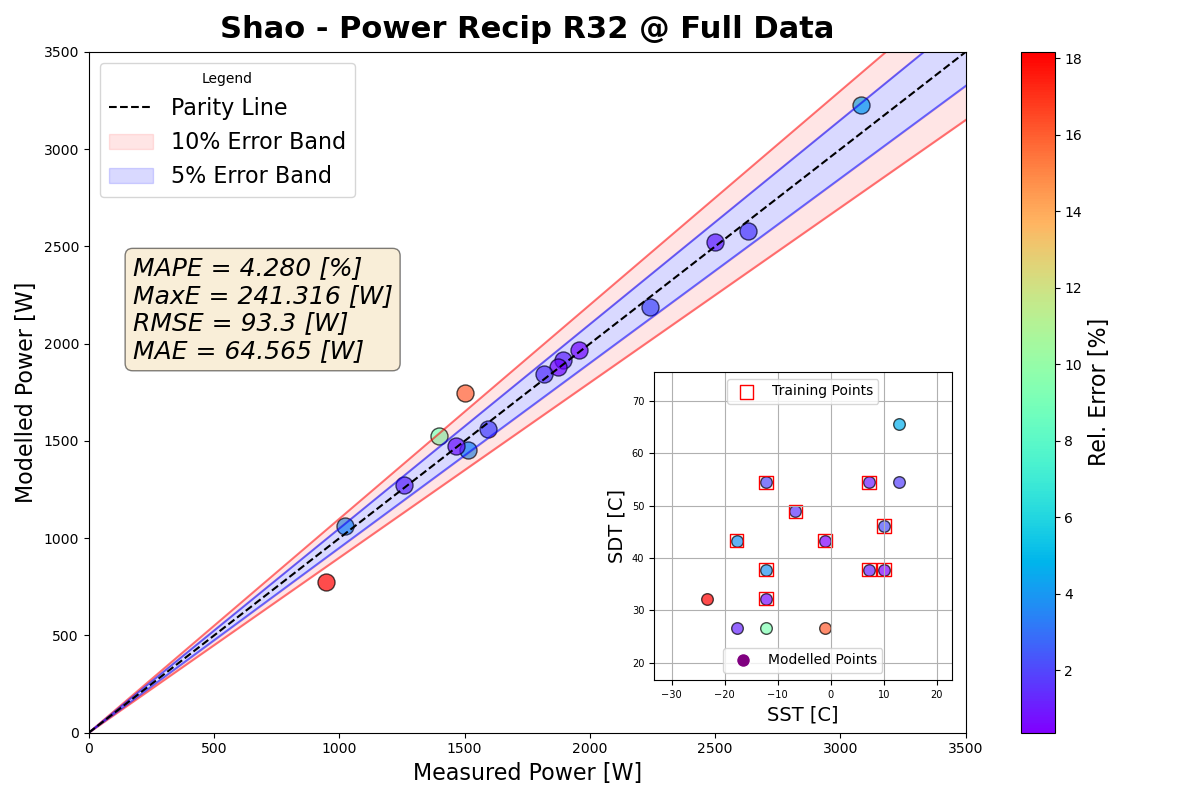 Shao - Power Recip R32 @ Full Data
Legend
Parity Line
10% Error Band
5% Error Band
MAPE = 4.280 [%]
MaxE = 241.316 [W]
RMSE = 93.3 [W]
MAE = 64.565 [W]
Modelled Power [W]
3500
3000
2500
2000
1500
1000
500
0
0 500 1000 1500 2000 2500 3000 3500
Measured Power [W]
Training Points
Modelled Points
SDT [C]
70
60
50
40
30
20
−30 −20 −10 0 10 20
SST [C]
18
16
14
12
10
8
6
4
2
Rel. Error [%]